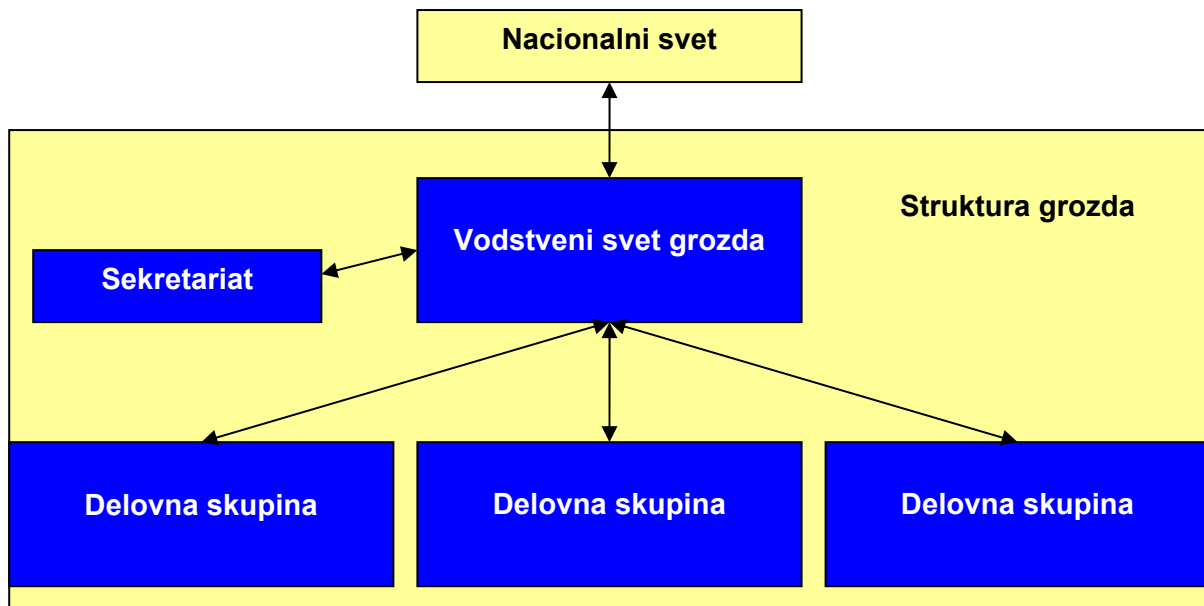 Nacionalni svet
Struktura grozda
Vodstveni svet grozda
Sekretariat
Delovna skupina
Delovna skupina
Delovna skupina